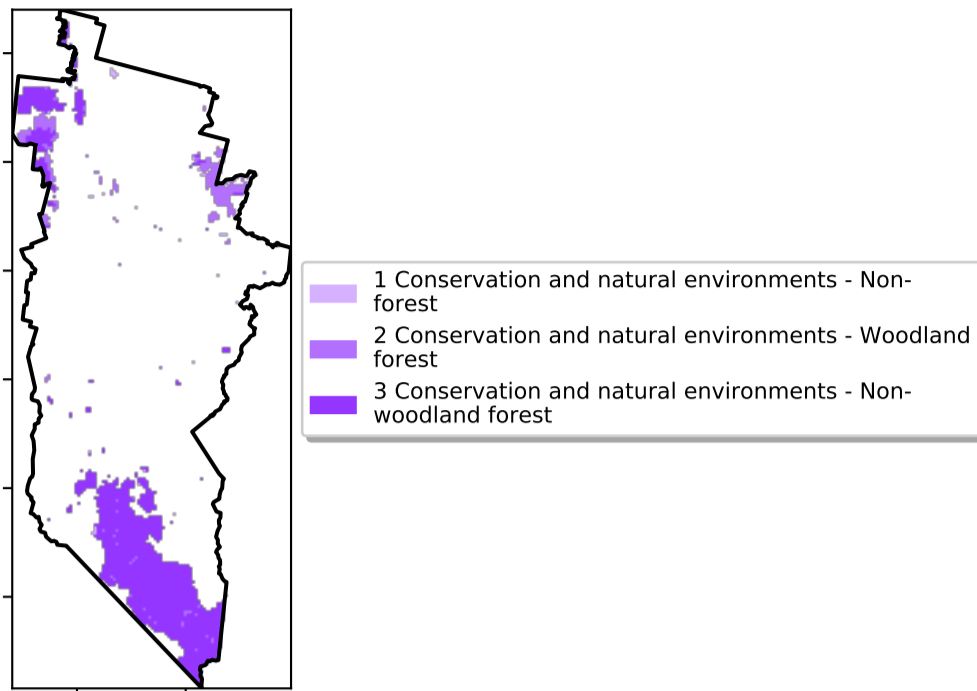 1 Conservation and natural environments - Non-
forest
2 Conservation and natural environments - Woodland
forest
3 Conservation and natural environments - Non-
woodland forest